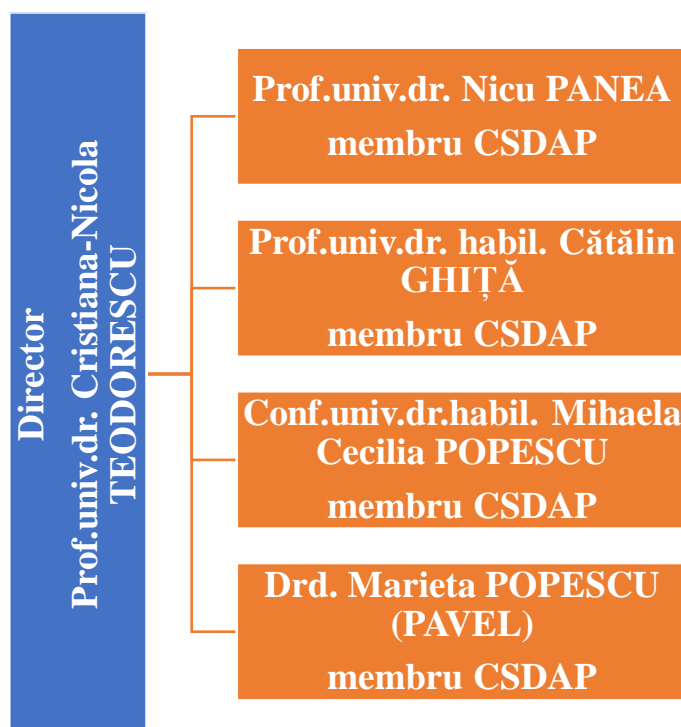 Director
Prof.univ.dr. Cristiana-Nicola
TEODORESCU
Prof.univ.dr. Nicu PANEA
membru CSDAP
Prof.univ.dr. habil. Cătălin
GHIȚĂ
membru CSDAP
Conf.univ.dr.habil. Mihaela
Cecilia POPESCU
membru CSDAP
Drd. Marieta POPESCU
(PAVEL)
membru CSDAP